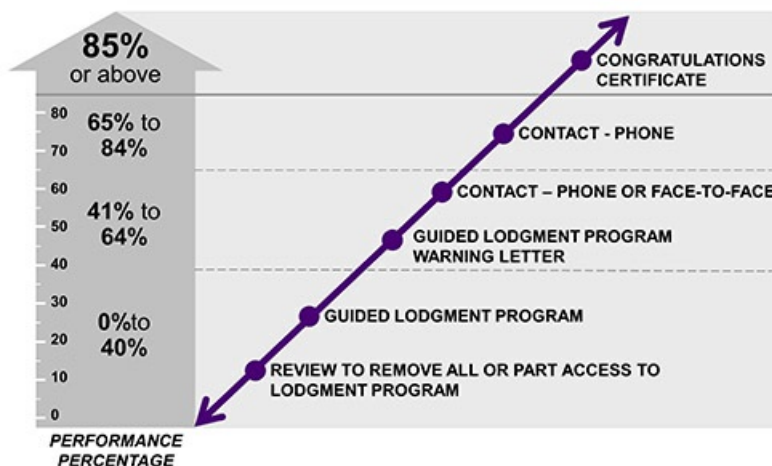 85%
or above
CONGRATULATIONS
CERTIFICATE
80
65% to
84%
CONTACT - PHONE
70
60
CONTACT – PHONE OR FACE-TO-FACE
41% to
64%
50
GUIDED LODGMENT PROGRAM
WARNING LETTER
40
30
GUIDED LODGMENT PROGRAM
0%to
40%
20
10
REVIEW TO REMOVE ALL OR PART ACCESS TO
LODGMENT PROGRAM
0
PERFORMANCE
PERCENTAGE